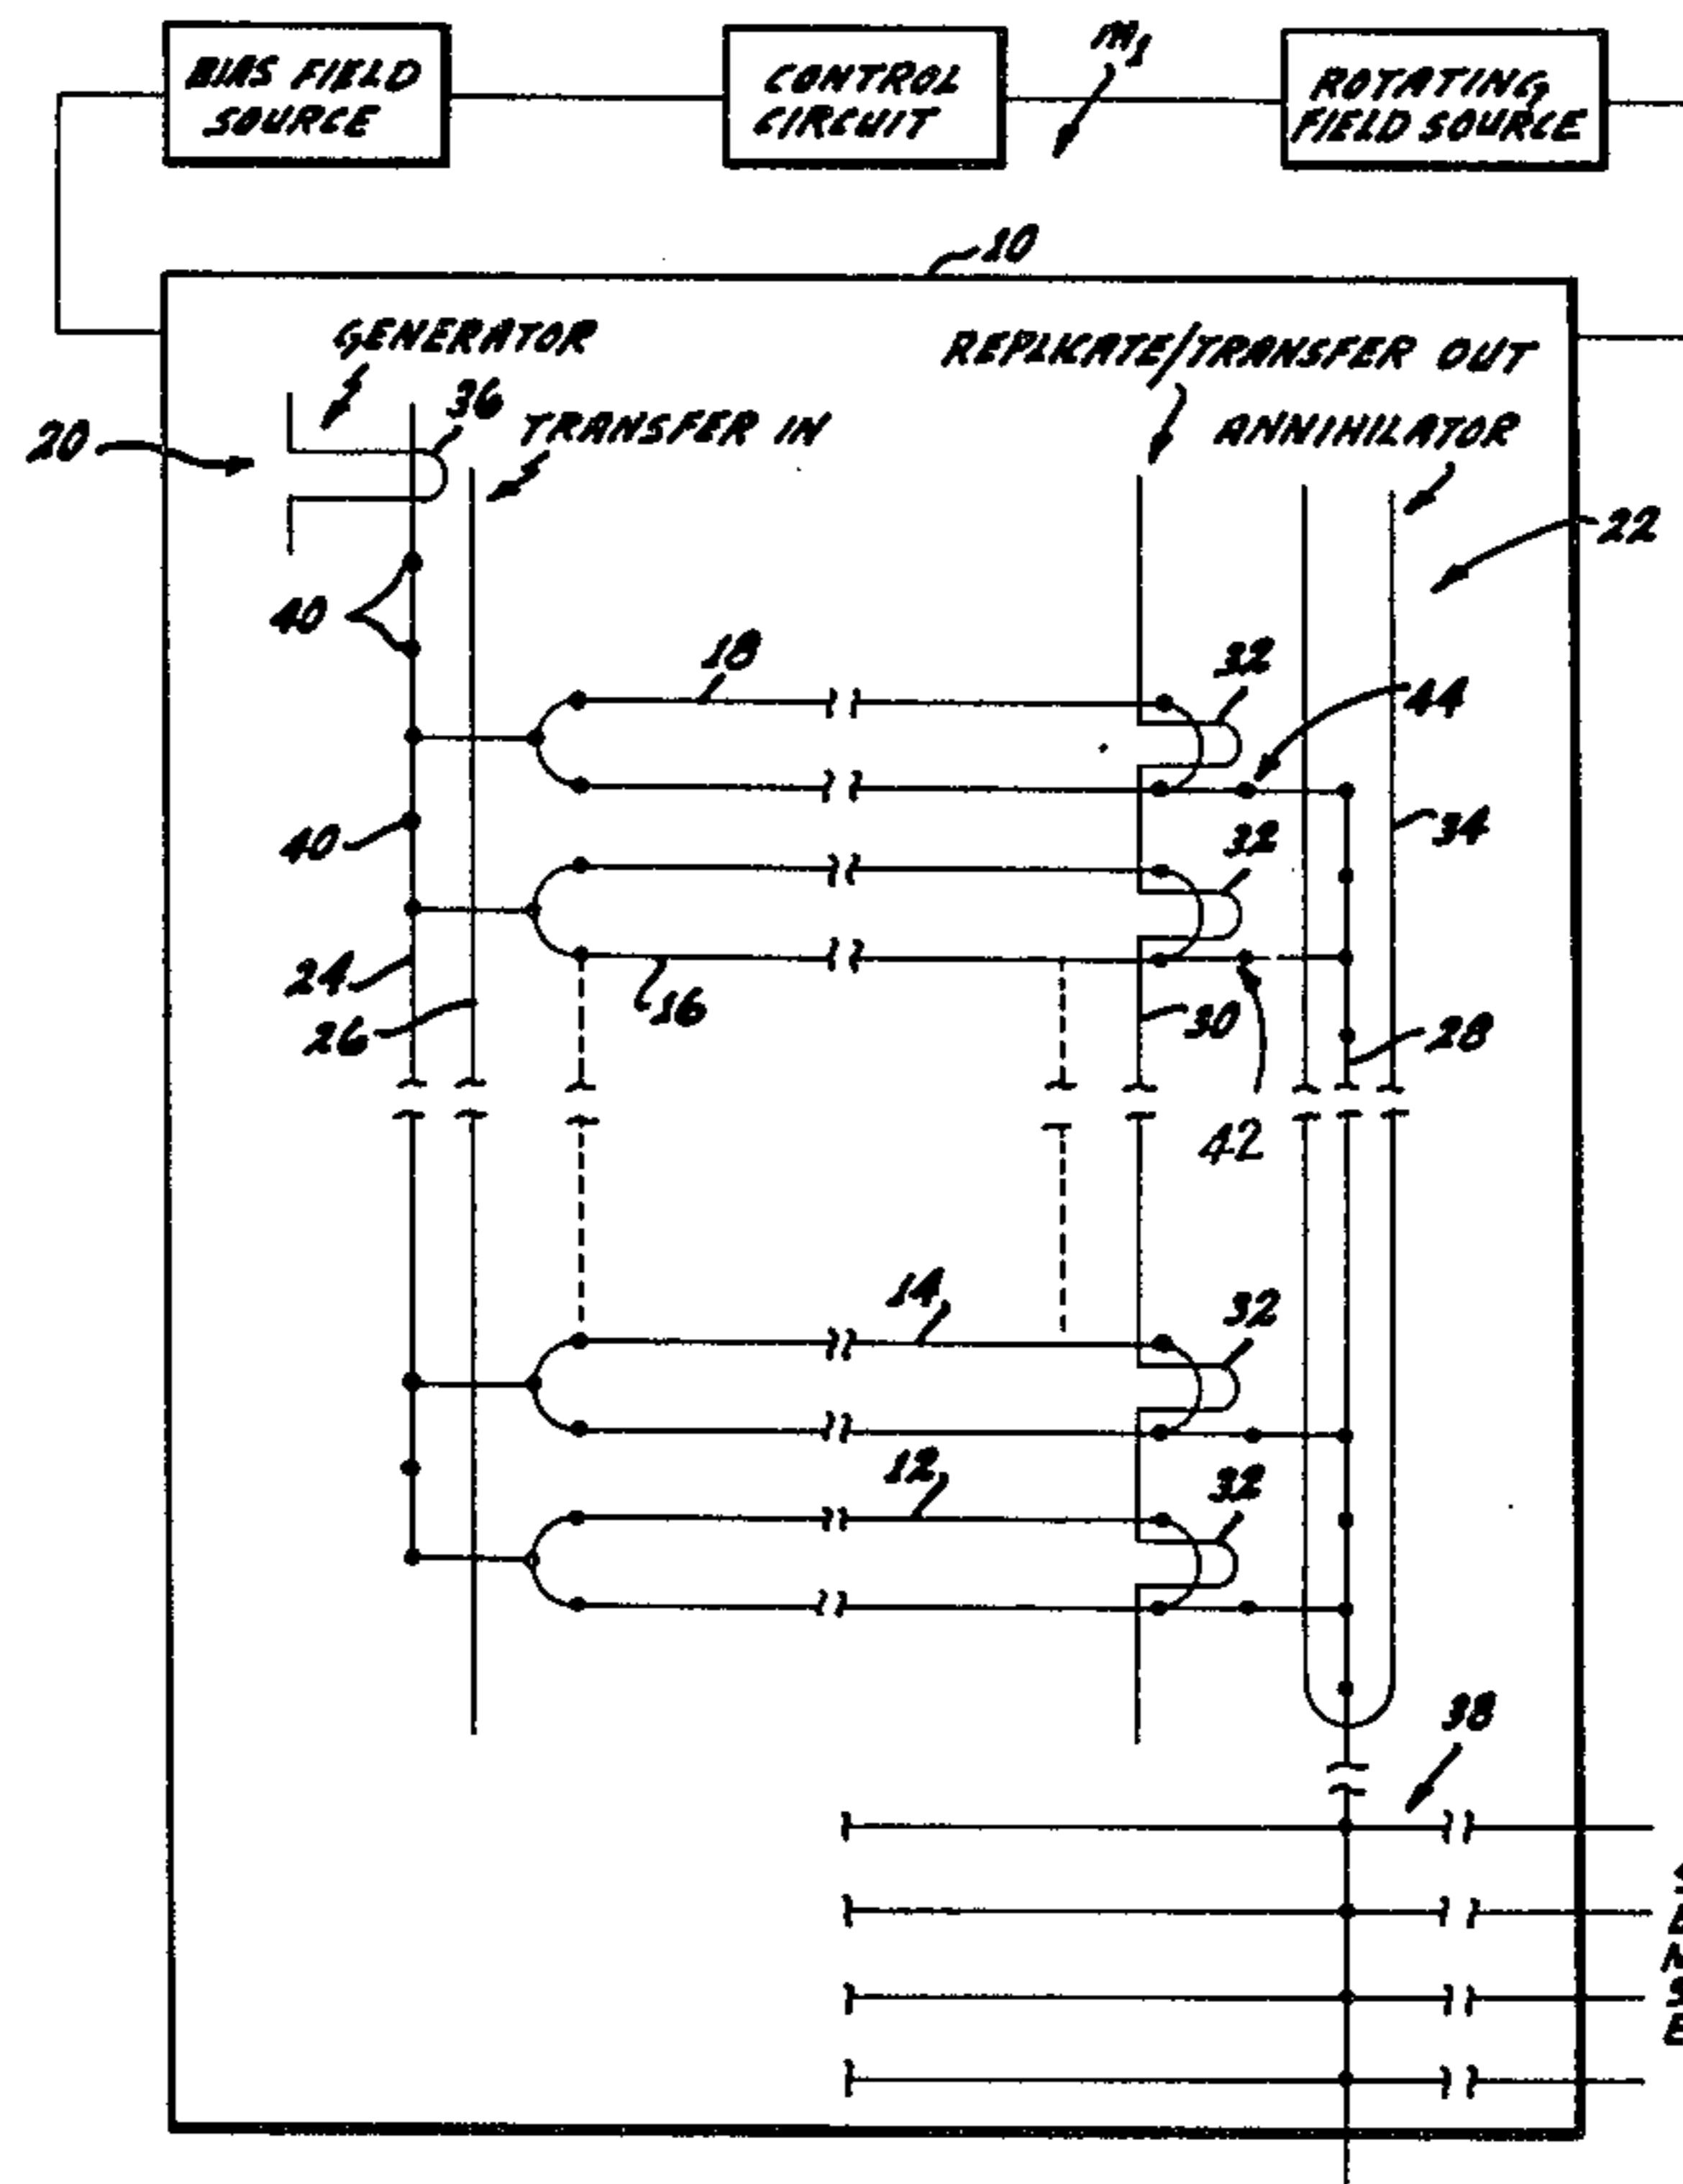 BIAS FIELD
SOURCE
CONTROL
CIRCUIT
M1
ROTATING
FIELD SOURCE
10
GENERATOR
REPLICATE/TRANSFER OUT
36
TRANSFER IN
ANNIHILATOR
20
22
40
18
32
44
40
32
34
24
16
26
30
28
42
14
32
12
32
38